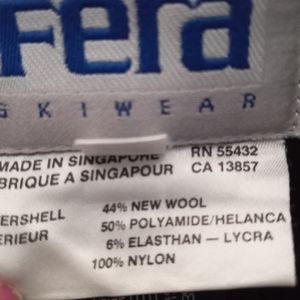 Fera
SKIWEAR
MADE IN SINGAPORE RN 55432
BRIQUE A SINGAPOUR CA 13857
ERSHELL 44% NEW WOOL
ERIEUR 50% POLYAMIDE/HELANCA
6% ELASTHAN – LYCRA
100% NYLON